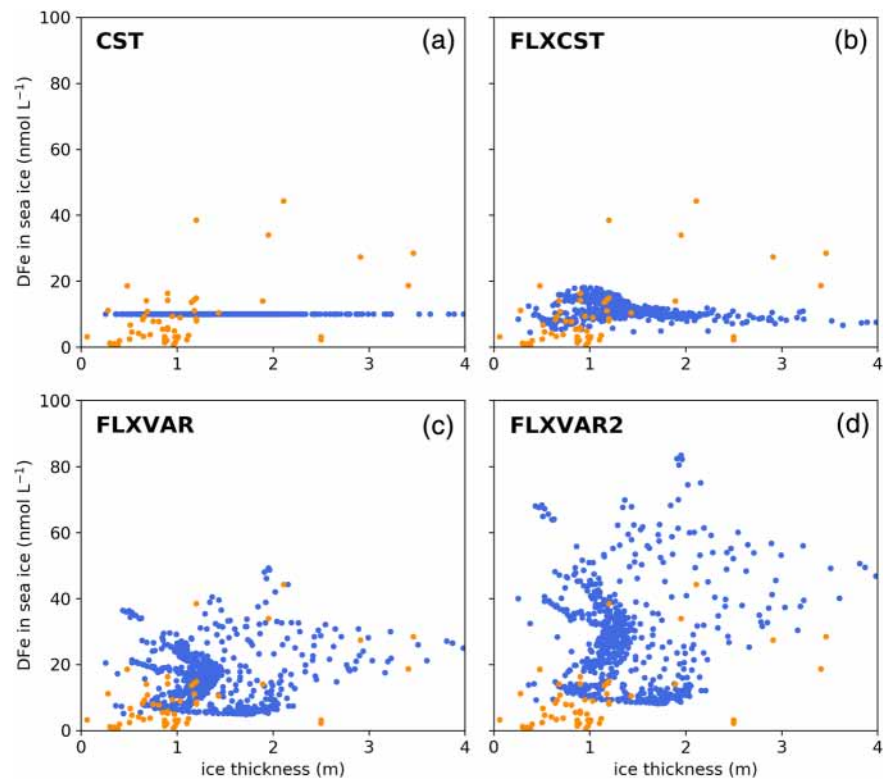 CST (a)
FLXCST (b)
100
80
60
40
20
0
DFe in sea ice (nmol L⁻¹)
0 1 2 3 4
0 1 2 3 4
FLXVAR (c)
FLXVAR2 (d)
100
80
60
40
20
0
DFe in sea ice (nmol L⁻¹)
0 1 2 3 4
0 1 2 3 4
ice thickness (m)
ice thickness (m)